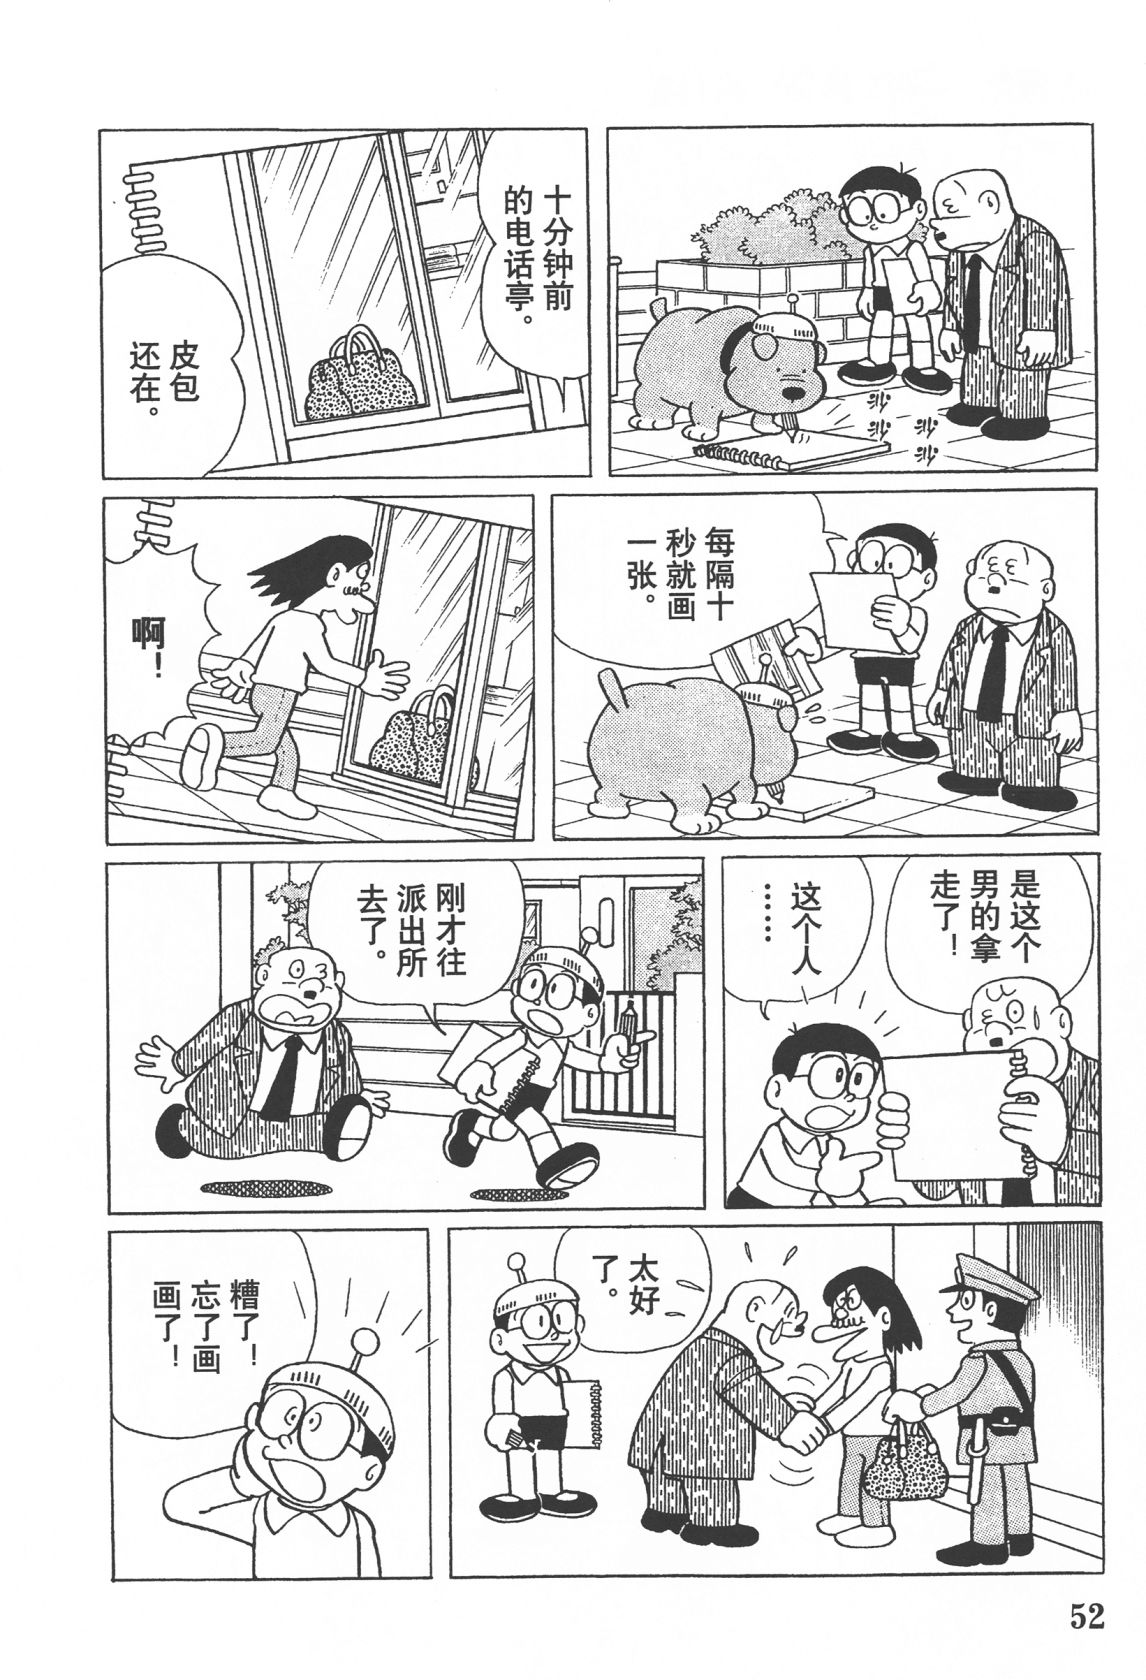 沙
沙
沙
沙
十分钟前
的电话亭。
皮包
还在。
每隔十
秒就画
一张。
啊！
是这个
男的拿
走了！
这个人
……
刚才往
派出所
去了。
太好
了。
糟了！
忘了画
画了！
52